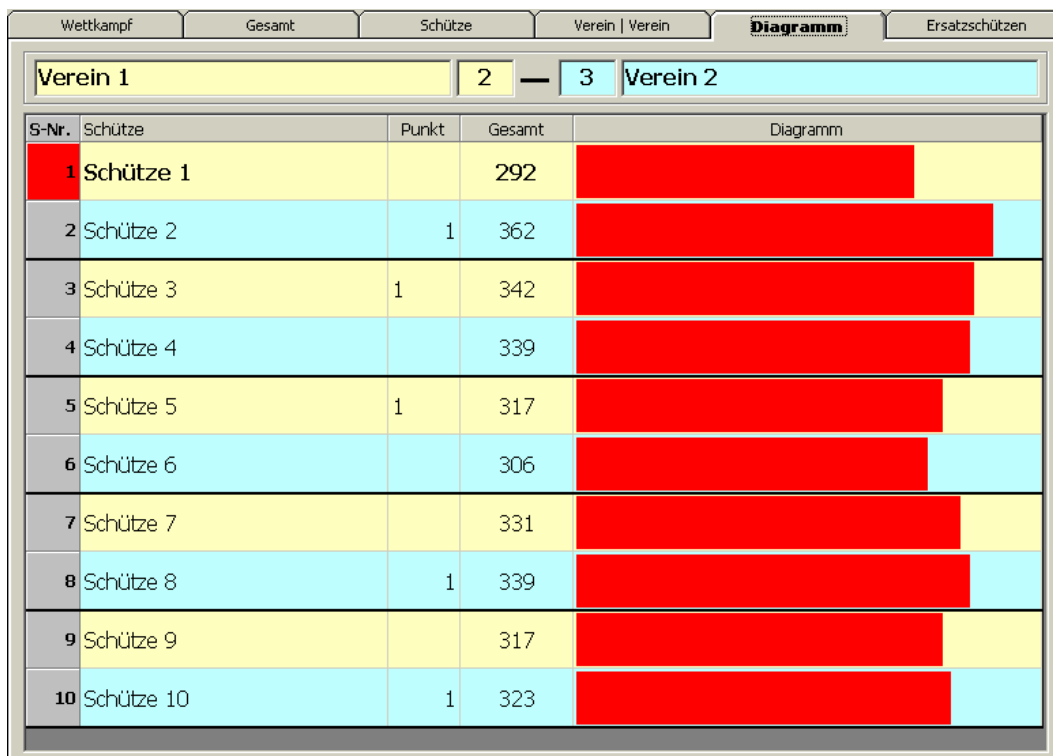 Wettkampf Gesamt Schütze Verein | Verein Diagramm Ersatzschützen
Verein 1 2 — 3 Verein 2
S-Nr. Schütze Punkt Gesamt Diagramm
1 Schütze 1 292
2 Schütze 2 1 362
3 Schütze 3 1 342
4 Schütze 4 339
5 Schütze 5 1 317
6 Schütze 6 306
7 Schütze 7 331
8 Schütze 8 1 339
9 Schütze 9 317
10 Schütze 10 1 323